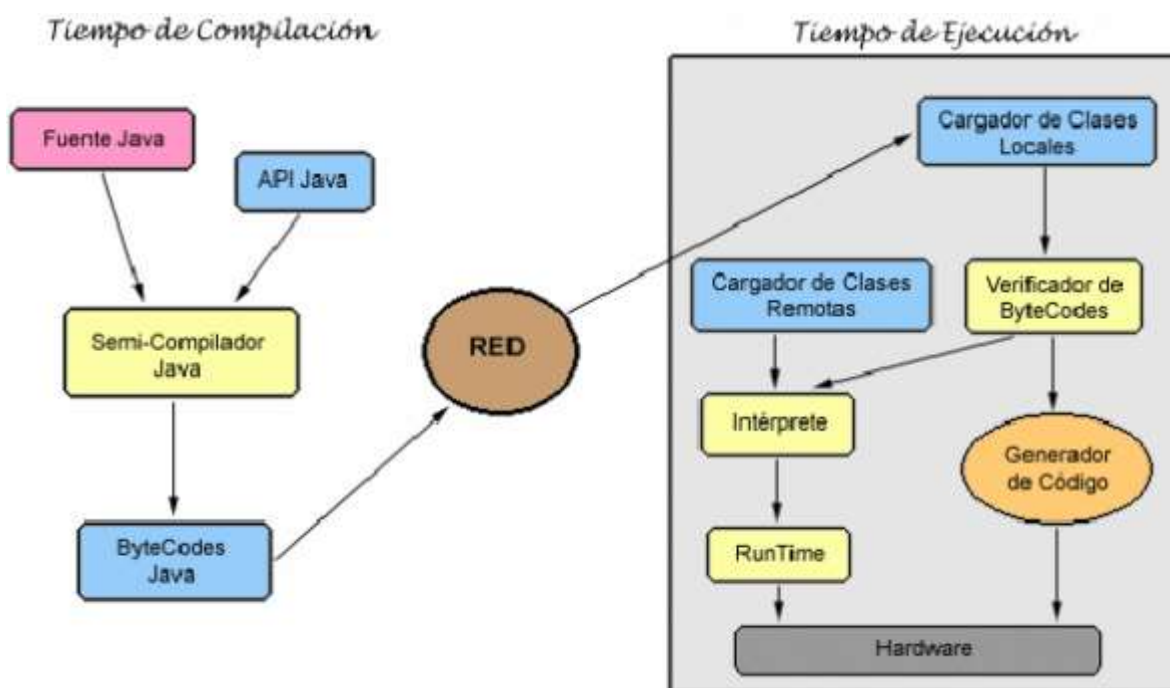 Tiempo de Compilación
Tiempo de Ejecución
Fuente Java
API Java
Semi-Compilador
Java
ByteCodes
Java
RED
Cargador de Clases
Locales
Cargador de Clases
Remotas
Verificador de
ByteCodes
Intérprete
Generador
de Código
RunTime
Hardware